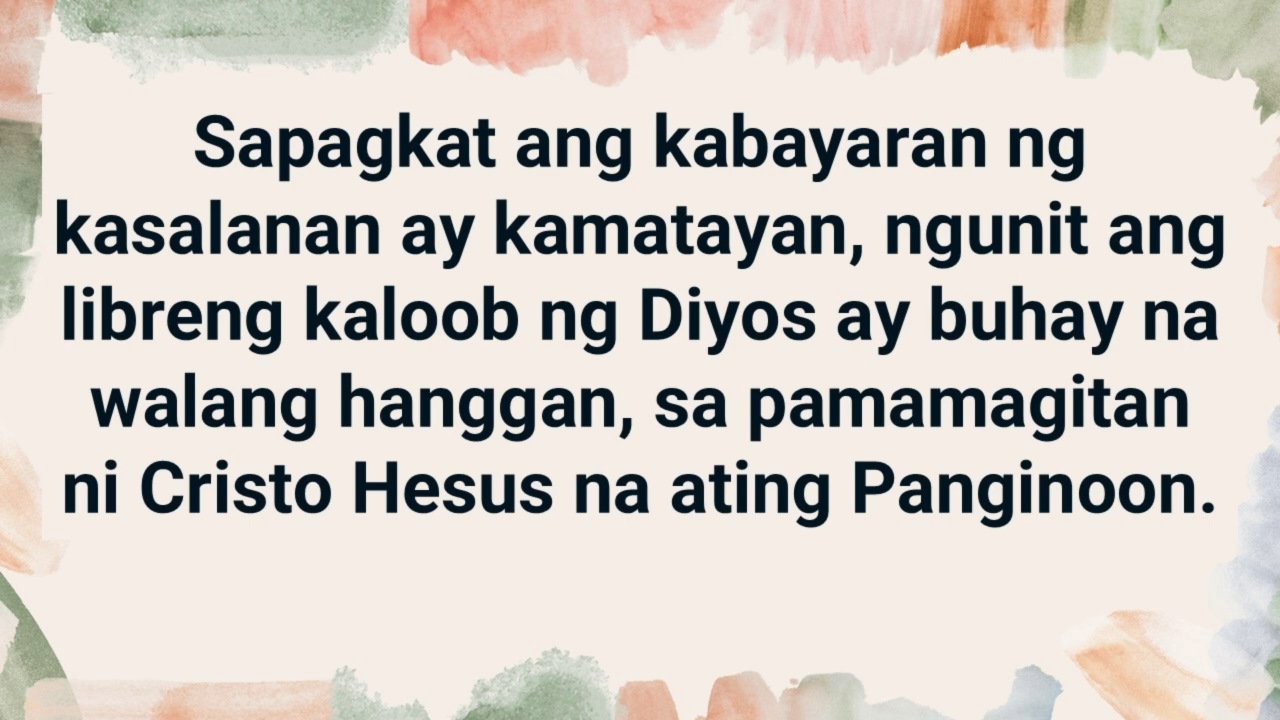 Sapagkat ang kabayaran ng
kasalanan ay kamatayan, ngunit ang
libreng kaloob ng Diyos ay buhay na
walang hanggan, sa pamamagitan
ni Cristo Hesus na ating Panginoon.